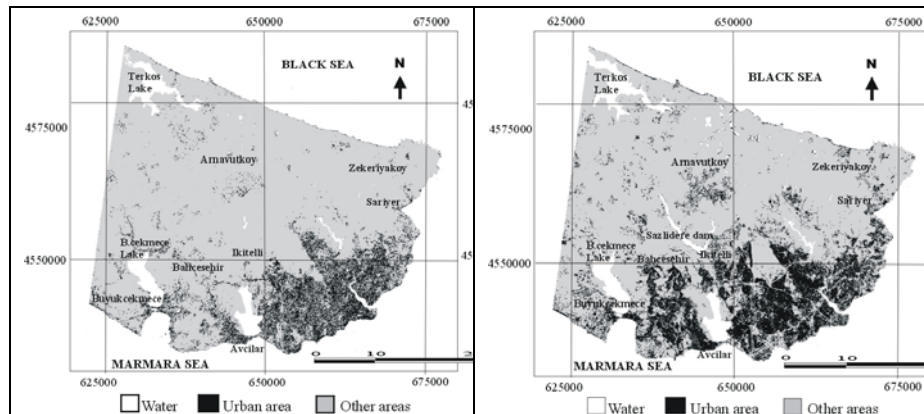 625000 650000 675000
BLACK SEA
N
Terkos
Lake
4575000
Arnavutkoy
Zekeriyakoy
Sariyer
B.cekmece
Lake
Ikitelli
4550000
Bahcesehir
Buyukcekmece
Avcilar
0 10 2
MARMARA SEA
625000 650000 675000
Water Urban area Other areas
625000 650000 675000
BLACK SEA
N
Terkos
Lake
4575000
Arnavutkoy
Zekeriyakoy
Sariyer
Sazlidere dam
B.cekmece
Lake
Ikitelli
4550000
Bahcesehir
Buyukcekmece
Avcilar
0 10
MARMARA SEA
625000 650000 675000
Water Urban area Other areas